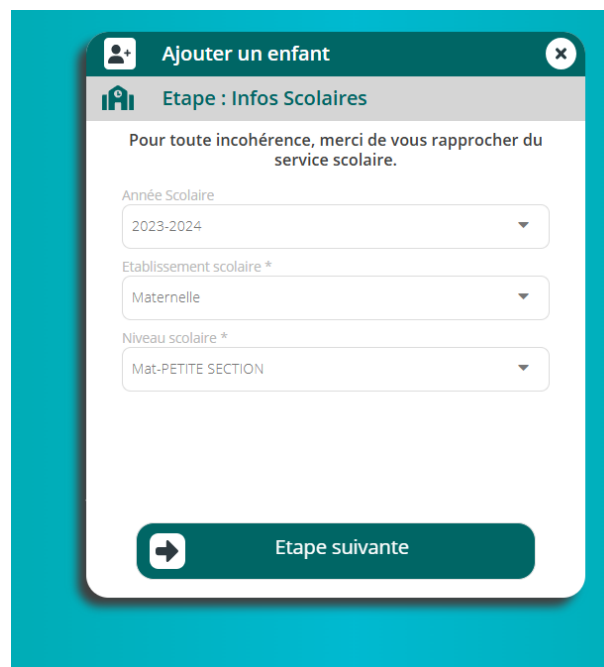 Ajouter un enfant
Etape : Infos Scolaires
Pour toute incohérence, merci de vous rapprocher du
service scolaire.
Année Scolaire
2023-2024
Etablissement scolaire *
Maternelle
Niveau scolaire *
Mat-PETITE SECTION
Etape suivante